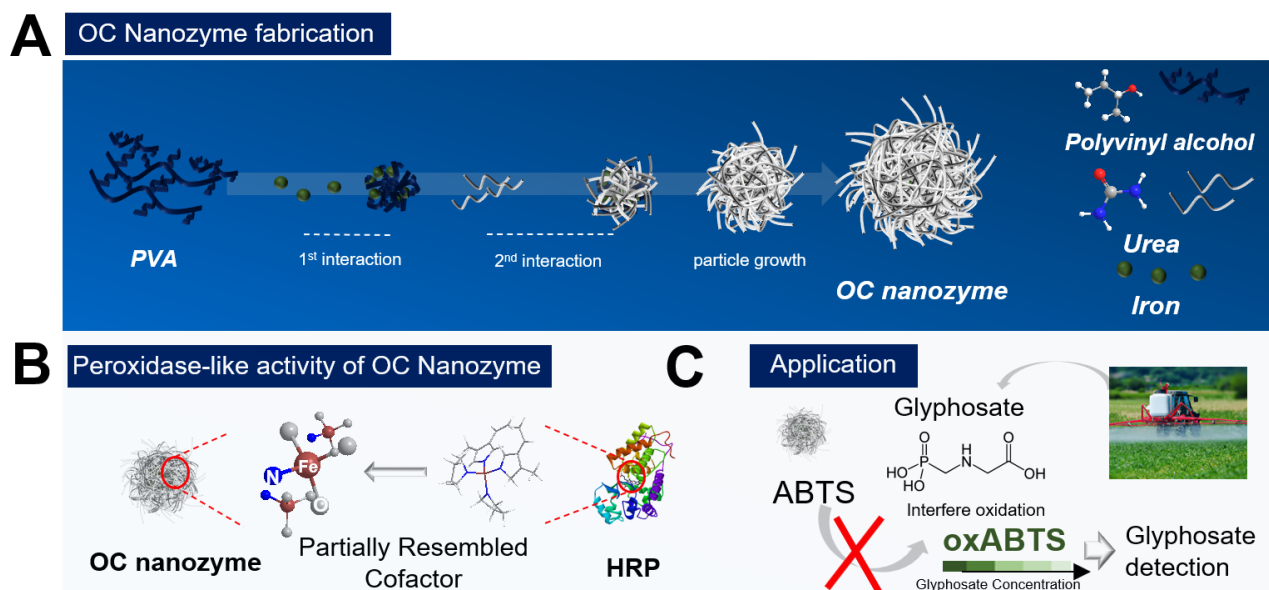 A
OC Nanozyme fabrication
PVA
1st interaction
2nd interaction
particle growth
OC nanozyme
Polyvinyl alcohol
Urea
Iron
B
Peroxidase-like activity of OC Nanozyme
Fe
N
OC nanozyme
Partially Resembled
Cofactor
HRP
C
Application
Glyphosate
O
HO
P
HO
H
N
O
OH
ABTS
Interfere oxidation
oxABTS
Glyphosate Concentration
Glyphosate
detection